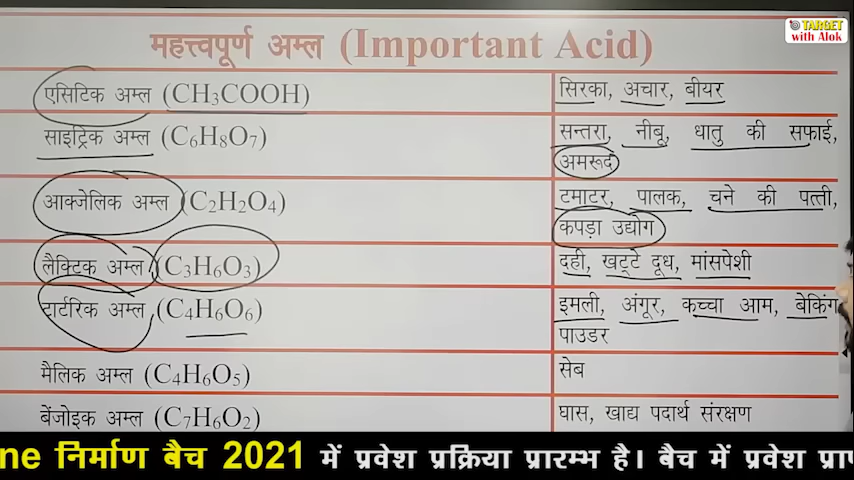 TARGET
with Alok
महत्त्वपूर्ण अम्ल (Important Acid)
एसिटिक अम्ल (CH₃COOH)
सिरका, अचार, बीयर
साइट्रिक अम्ल (C₆H₈O₇)
सन्तरा, नीबू, धातु की सफाई,
अमरूद
आक्जेलिक अम्ल (C₂H₂O₄)
टमाटर, पालक, चने की पत्ती,
कपड़ा उद्योग
लैक्टिक अम्ल (C₃H₆O₃)
दही, खट्टे दूध, मांसपेशी
टार्टरिक अम्ल (C₄H₆O₆)
इमली, अंगूर, कच्चा आम, बेकिंग
पाउडर
मैलिक अम्ल (C₄H₆O₅)
सेब
बेंजोइक अम्ल (C₇H₆O₂)
घास, खाद्य पदार्थ संरक्षण
ne निर्माण बैच 2021 में प्रवेश प्रक्रिया प्रारम्भ है। बैच में प्रवेश प्रा